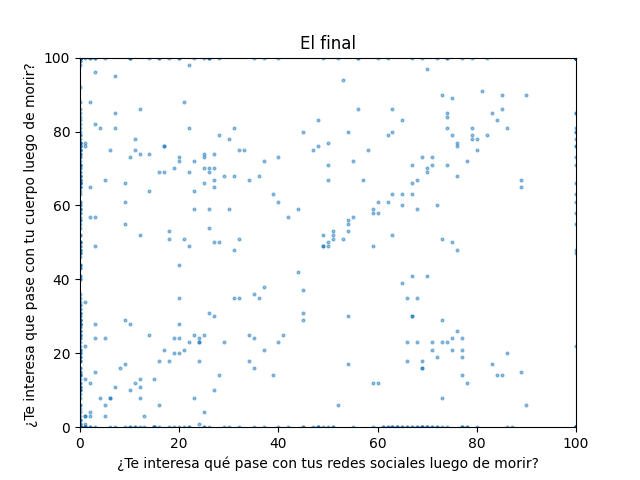 El final
¿Te interesa que pase con tu cuerpo luego de morir?
100
80
60
40
20
0
0 20 40 60 80 100
¿Te interesa qué pase con tus redes sociales luego de morir?